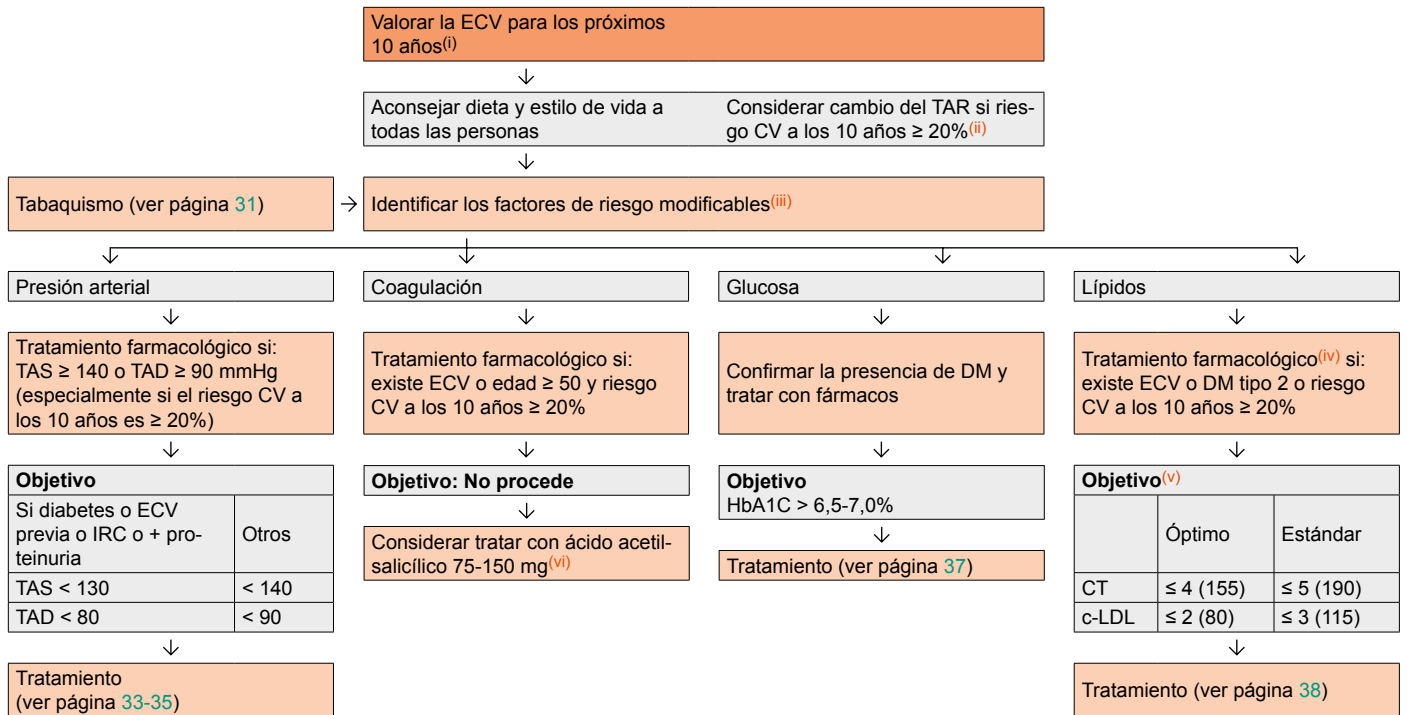 Valorar la ECV para los próximos
10 años(i)
Aconsejar dieta y estilo de vida a
todas las personas
Considerar cambio del TAR si ries-
go CV a los 10 años ≥ 20%(ii)
Tabaquismo (ver página 31)
Identificar los factores de riesgo modificables(iii)
Presión arterial
Tratamiento farmacológico si:
TAS ≥ 140 o TAD ≥ 90 mmHg
(especialmente si el riesgo CV a
los 10 años es ≥ 20%)
Objetivo
Si diabetes o ECV
previa o IRC o + pro-
teinuria
Otros
TAS < 130
< 140
TAD < 80
< 90
Tratamiento
(ver página 33-35)
Coagulación
Tratamiento farmacológico si:
existe ECV o edad ≥ 50 y riesgo
CV a los 10 años ≥ 20%
Objetivo: No procede
Considerar tratar con ácido acetil-
salicílico 75-150 mg(vi)
Glucosa
Confirmar la presencia de DM y
tratar con fármacos
Objetivo
HbA1C > 6,5-7,0%
Tratamiento (ver página 37)
Lípidos
Tratamiento farmacológico(iv) si:
existe ECV o DM tipo 2 o riesgo
CV a los 10 años ≥ 20%
Objetivo(v)
Óptimo
Estándar
CT
≤ 4 (155)
≤ 5 (190)
c-LDL
≤ 2 (80)
≤ 3 (115)
Tratamiento (ver página 38)